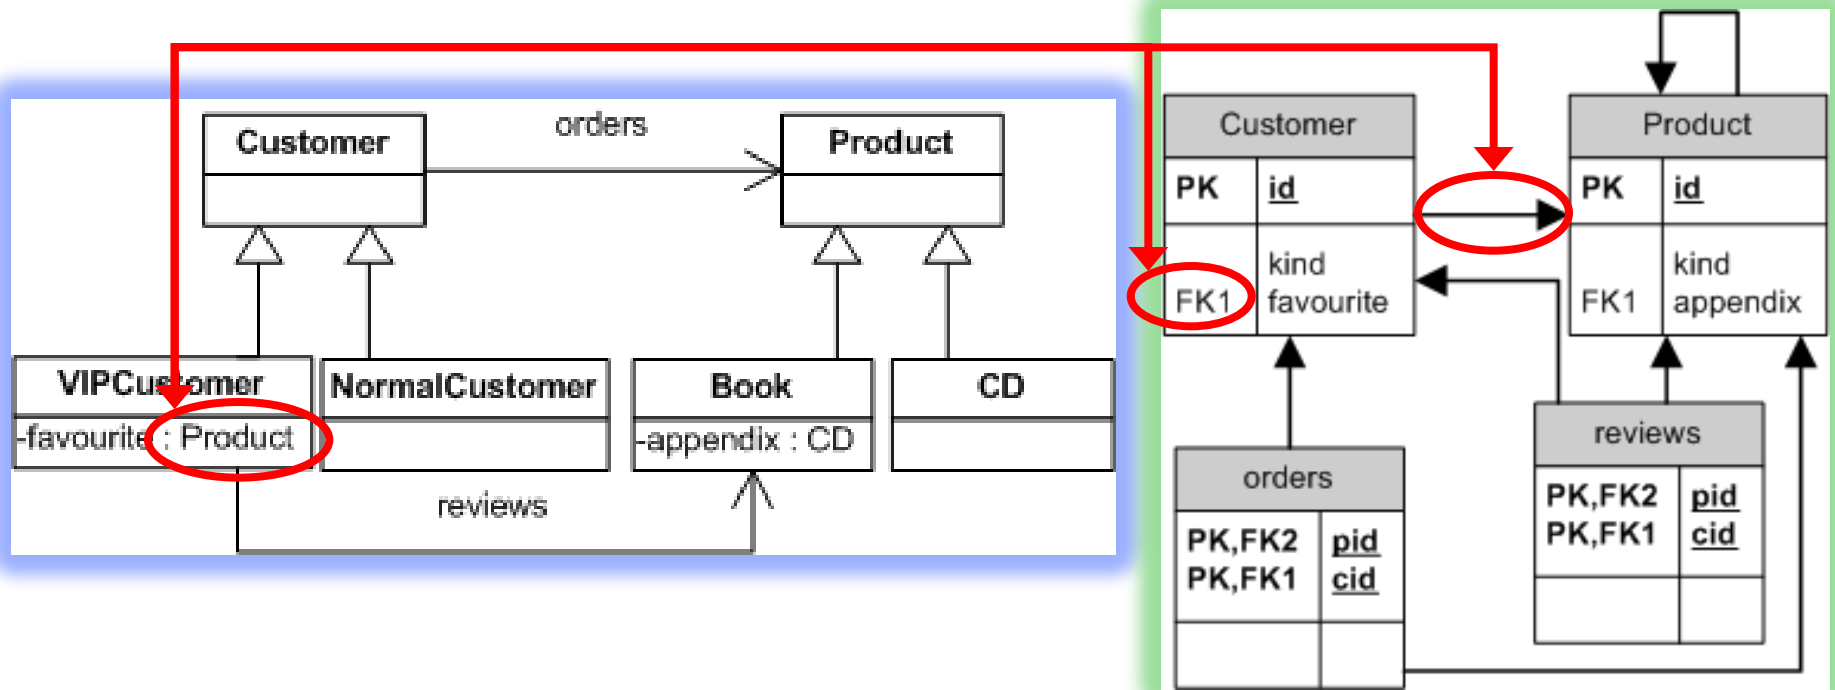 orders
Customer
Product
VIPCustomer
-favourite : Product
NormalCustomer
Book
-appendix : CD
CD
reviews
Customer
PK id
kind
FK1 favourite
Product
PK id
kind
FK1 appendix
orders
PK,FK2 pid
PK,FK1 cid
reviews
PK,FK2 pid
PK,FK1 cid